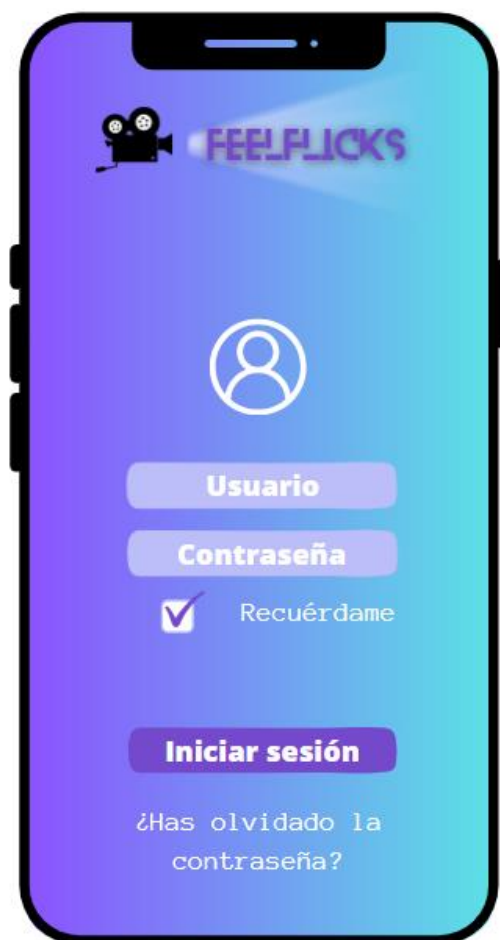 FEELFLICKS
Usuario
Contraseña
Recuérdame
Iniciar sesión
¿Has olvidado la
contraseña?